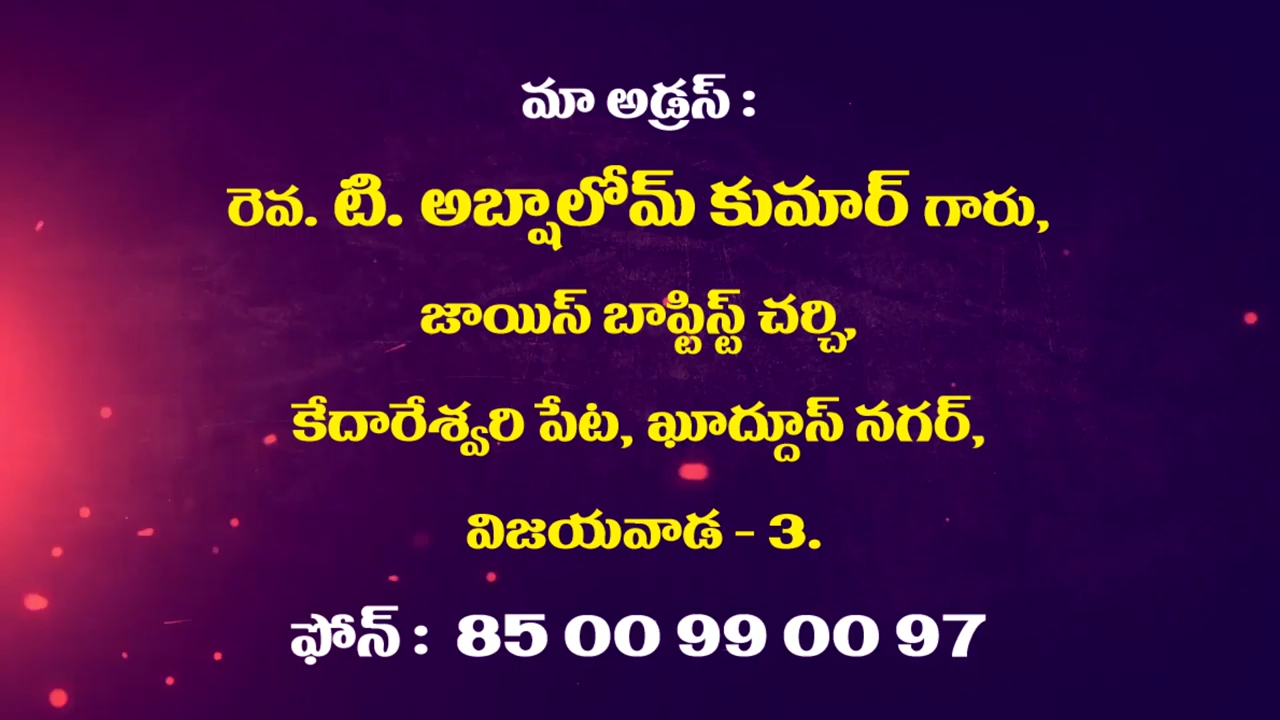 మా అడ్రస్ :
రెవ. టి. అబ్షాలోమ్ కుమార్ గారు,
జాయిస్ బాప్టిస్ట్ చర్చి,
కేదారేశ్వరి పేట, ఖూద్దూస్ నగర్,
విజయవాడ - 3.
ఫోన్ : 85 00 99 00 97